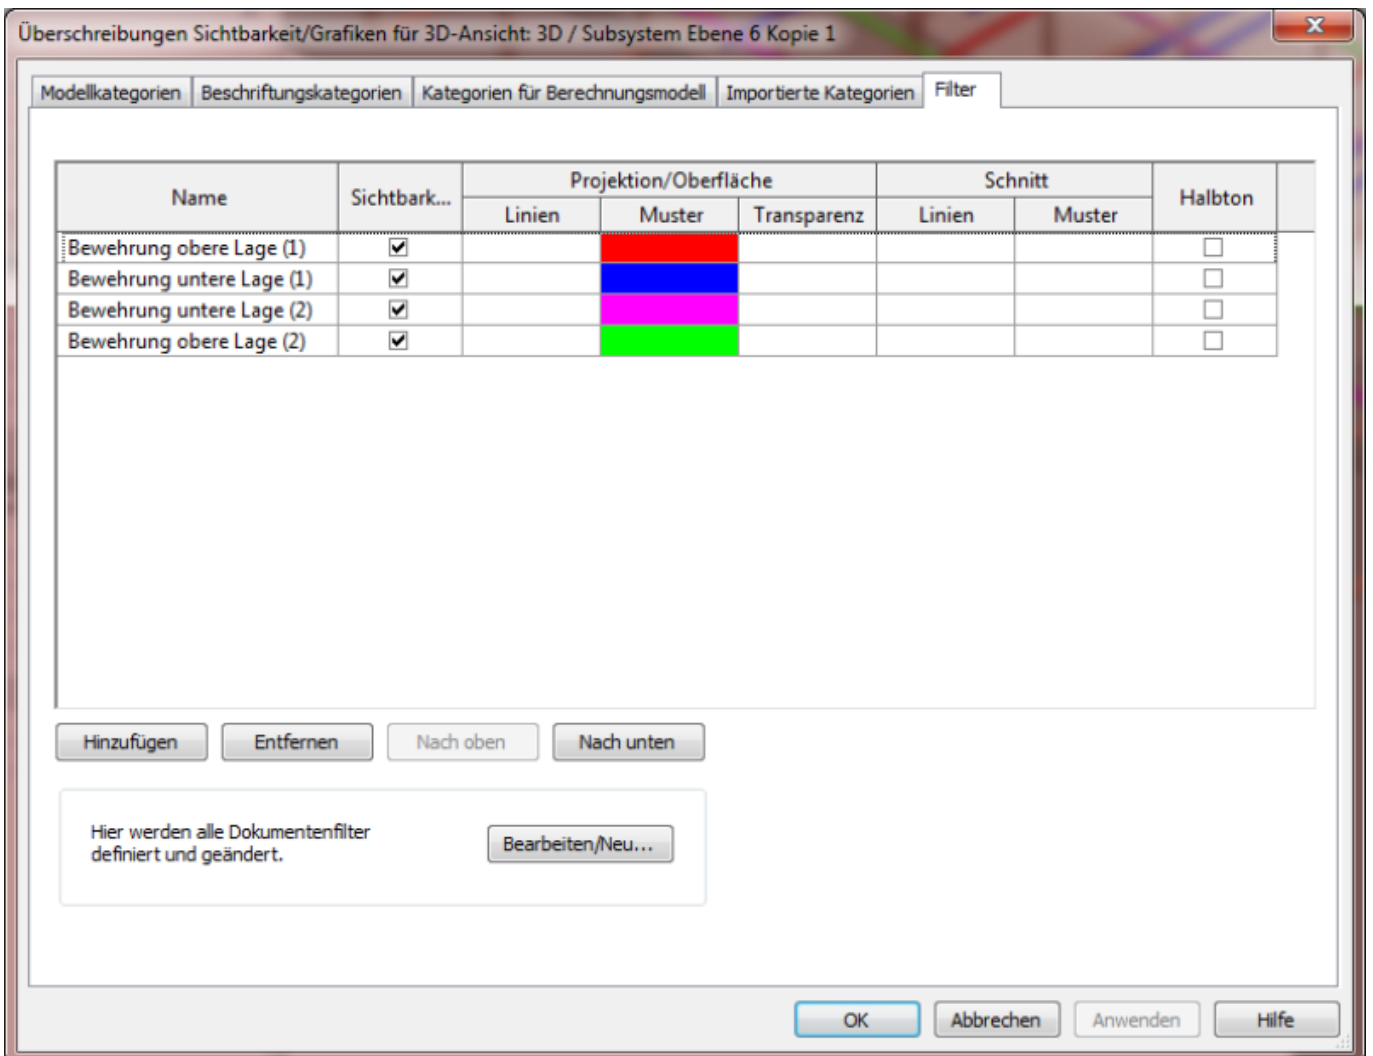 Überschreibungen Sichtbarkeit/Grafiken für 3D-Ansicht: 3D / Subsystem Ebene 6 Kopie 1
Modellkategorien Beschriftungskategorien Kategorien für Berechnungsmodell Importierte Kategorien Filter
Name Sichtbark... Projektion/Oberfläche Schnitt Halbton
Linien Muster Transparenz Linien Muster
Bewehrung obere Lage (1)
Bewehrung untere Lage (1)
Bewehrung untere Lage (2)
Bewehrung obere Lage (2)
Hinzufügen Entfernen Nach oben Nach unten
Hier werden alle Dokumentenfilter
definiert und geändert.
Bearbeiten/Neu...
OK Abbrechen Anwenden Hilfe